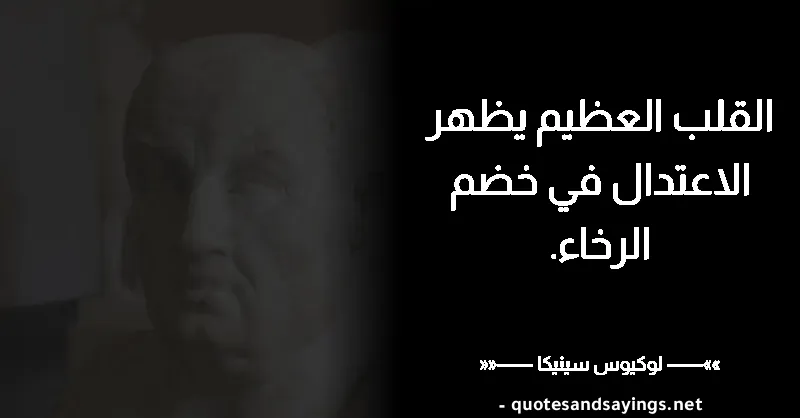 القلب العظيم يظهر
الاعتدال في خضم
الرخاء.
»»—— لوكيوس سينيكا ——««
- quotesandsayings.net